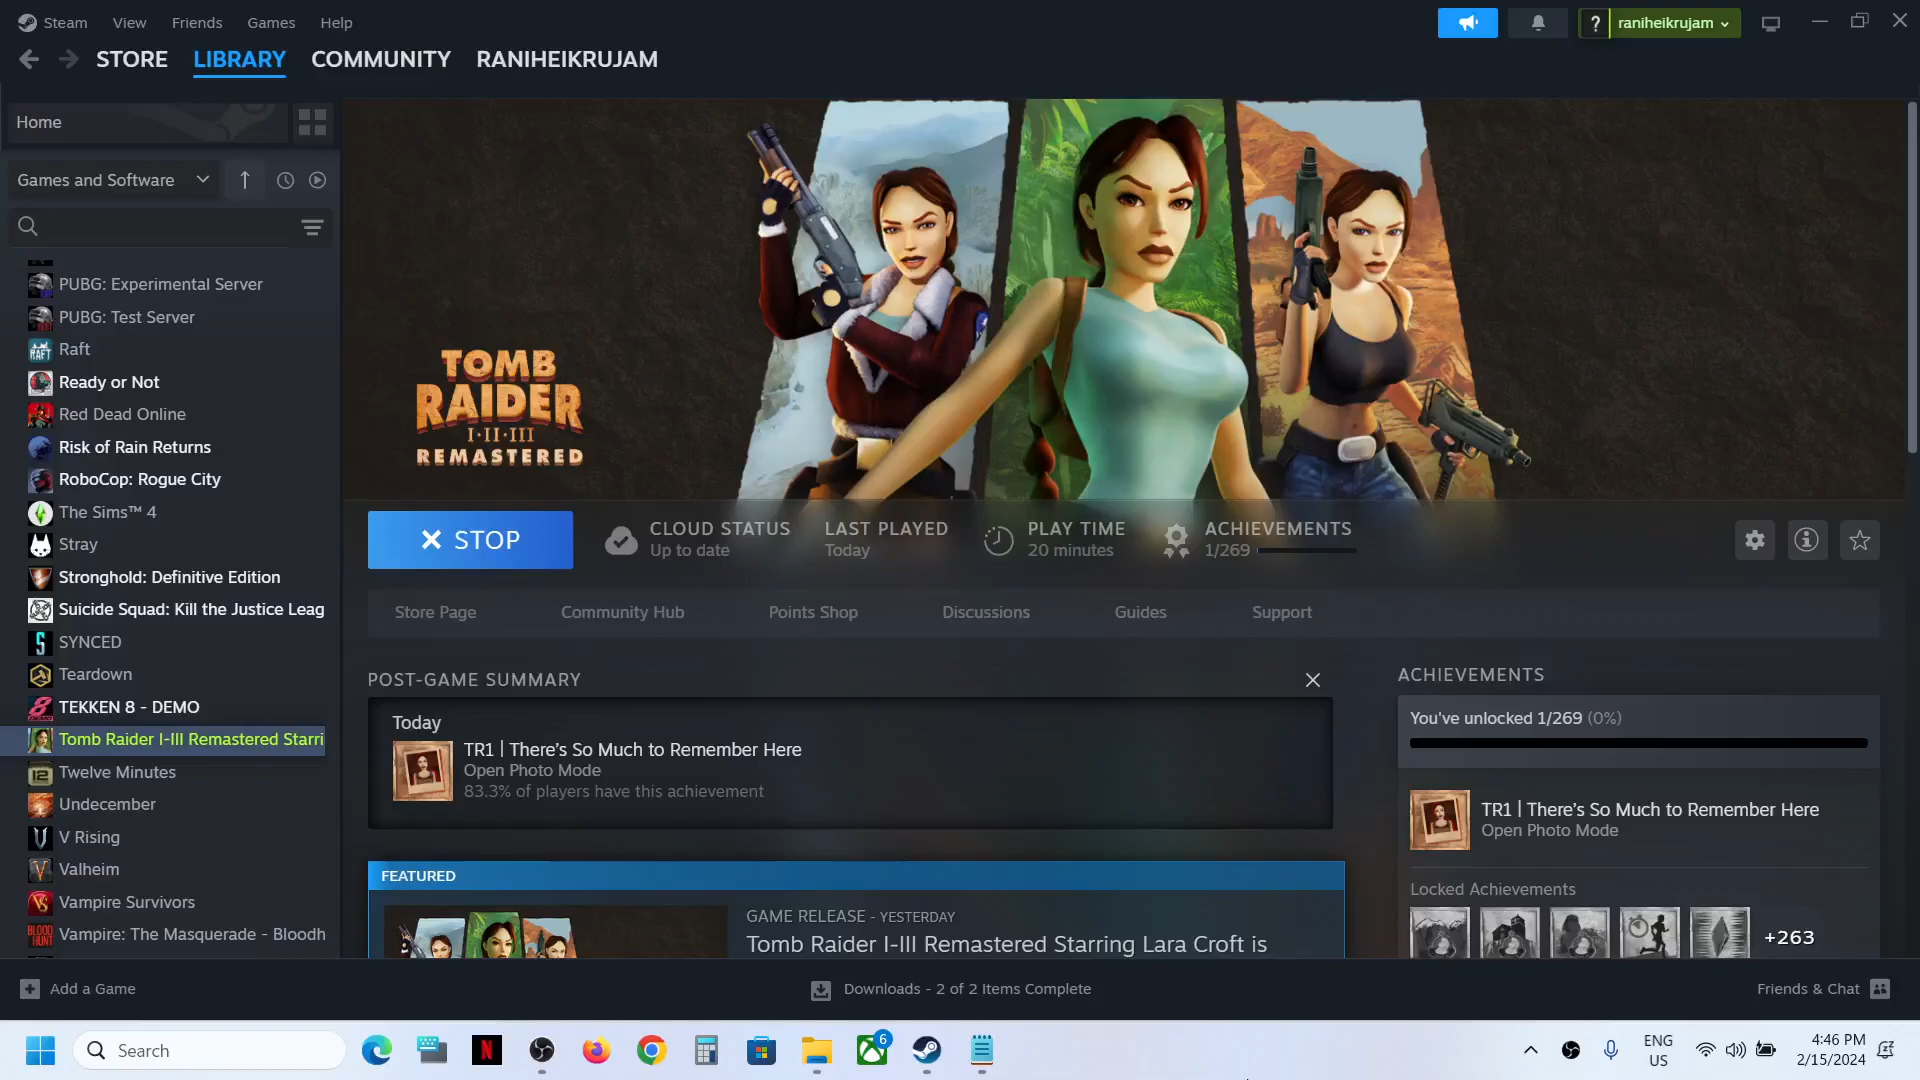 Steam View Friends Games Help
? raniheikrujam
STORE LIBRARY COMMUNITY RANIHEIKRUJAM
Home
Games and Software
PUBG: Experimental Server
PUBG: Test Server
Raft
Ready or Not
Red Dead Online
Risk of Rain Returns
RoboCop: Rogue City
The Sims™ 4
Stray
Stronghold: Definitive Edition
Suicide Squad: Kill the Justice Leag
SYNCED
Teardown
TEKKEN 8 - DEMO
Tomb Raider I-III Remastered Starri
Twelve Minutes
Undecember
V Rising
Valheim
Vampire Survivors
Vampire: The Masquerade - Bloodh
TOMB
RAIDER
I·II·III
REMASTERED
STOP
CLOUD STATUS
Up to date
LAST PLAYED
Today
PLAY TIME
20 minutes
ACHIEVEMENTS
1/269
Store Page Community Hub Points Shop Discussions Guides Support
POST-GAME SUMMARY
Today
TR1 | There's So Much to Remember Here
Open Photo Mode
83.3% of players have this achievement
FEATURED
GAME RELEASE - YESTERDAY
Tomb Raider I-III Remastered Starring Lara Croft is
ACHIEVEMENTS
You've unlocked 1/269 (0%)
TR1 | There's So Much to Remember Here
Open Photo Mode
Locked Achievements
+263
Add a Game
Downloads - 2 of 2 Items Complete
Friends & Chat
Search
6
ENG
US
4:46 PM
2/15/2024